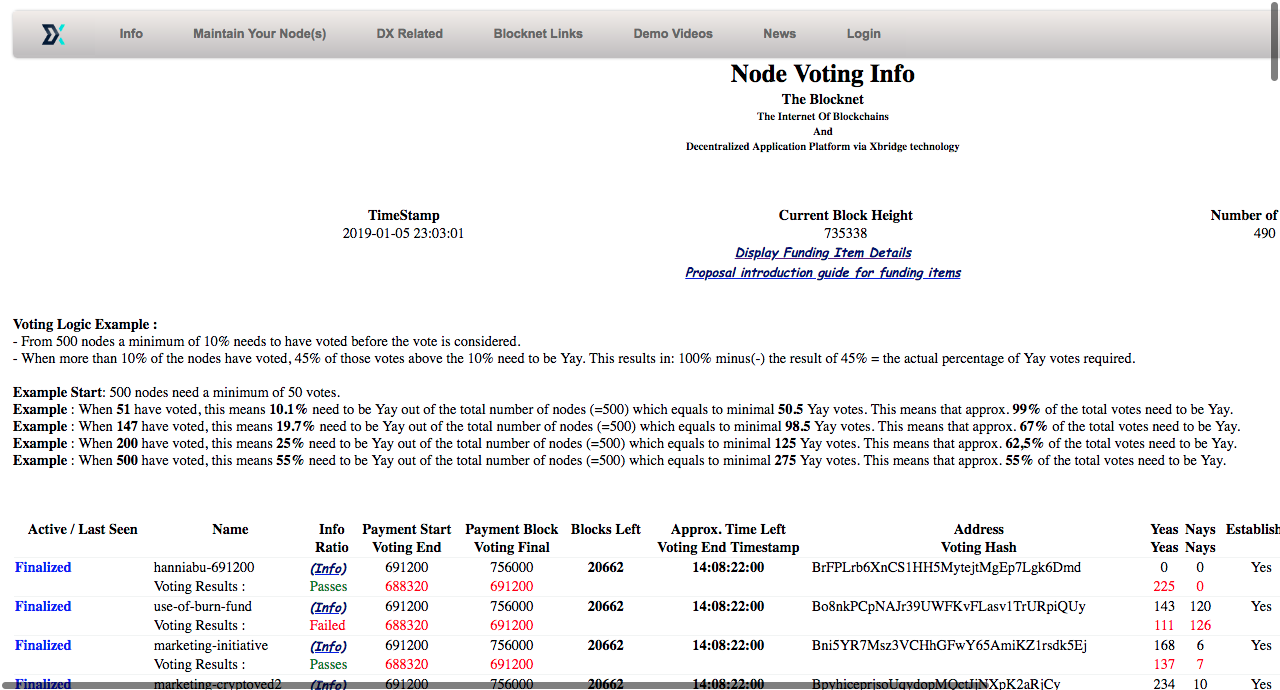 Info Maintain Your Node(s) DX Related Blocknet Links Demo Videos News Login
Node Voting Info
The Blocknet
The Internet Of Blockchains
And
Decentralized Application Platform via Xbridge technology
TimeStamp Current Block Height Number of
2019-01-05 23:03:01 735338 490
Display Funding Item Details
Proposal introduction guide for funding items
Voting Logic Example :
- From 500 nodes a minimum of 10% needs to have voted before the vote is considered.
- When more than 10% of the nodes have voted, 45% of those votes above the 10% need to be Yay. This results in: 100% minus(-) the result of 45% = the actual percentage of Yay votes required.
Example Start: 500 nodes need a minimum of 50 votes.
Example : When 51 have voted, this means 10.1% need to be Yay out of the total number of nodes (=500) which equals to minimal 50.5 Yay votes. This means that approx. 99% of the total votes need to be Yay.
Example : When 147 have voted, this means 19.7% need to be Yay out of the total number of nodes (=500) which equals to minimal 98.5 Yay votes. This means that approx. 67% of the total votes need to be Yay.
Example : When 200 have voted, this means 25% need to be Yay out of the total number of nodes (=500) which equals to minimal 125 Yay votes. This means that approx. 62,5% of the total votes need to be Yay.
Example : When 500 have voted, this means 55% need to be Yay out of the total number of nodes (=500) which equals to minimal 275 Yay votes. This means that approx. 55% of the total votes need to be Yay.
Active / Last Seen Name Info Payment Start Payment Block Blocks Left Approx. Time Left Address Yeas Nays Establish
Ratio Voting End Voting Final Voting End Timestamp Voting Hash Yeas Nays
Finalized hanniabu-691200 (Info) 691200 756000 20662 14:08:22:00 BrFPLrb6XnCS1HH5MytejtMgEp7Lgk6Dmd 0 0 Yes
Voting Results : Passes 688320 691200 225 0
Finalized use-of-burn-fund (Info) 691200 756000 20662 14:08:22:00 Bo8nkPCpNAJr39UWFKvFLasv1TrURpiQUy 143 120 Yes
Voting Results : Failed 688320 691200 111 126
Finalized marketing-initiative (Info) 691200 756000 20662 14:08:22:00 Bni5YR7Msz3VCHhGFwY65AmiKZ1rsdk5Ej 168 6 Yes
Voting Results : Passes 688320 691200 137 7
Finalized marketing-cryptoved2 (Info) 691200 756000 20662 14:08:22:00 234 10 Yes